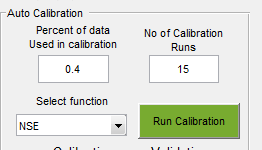 Auto Calibration
Percent of data
Used in calibration
No of Calibration
Runs
0.4
15
Select function
NSE
Run Calibration